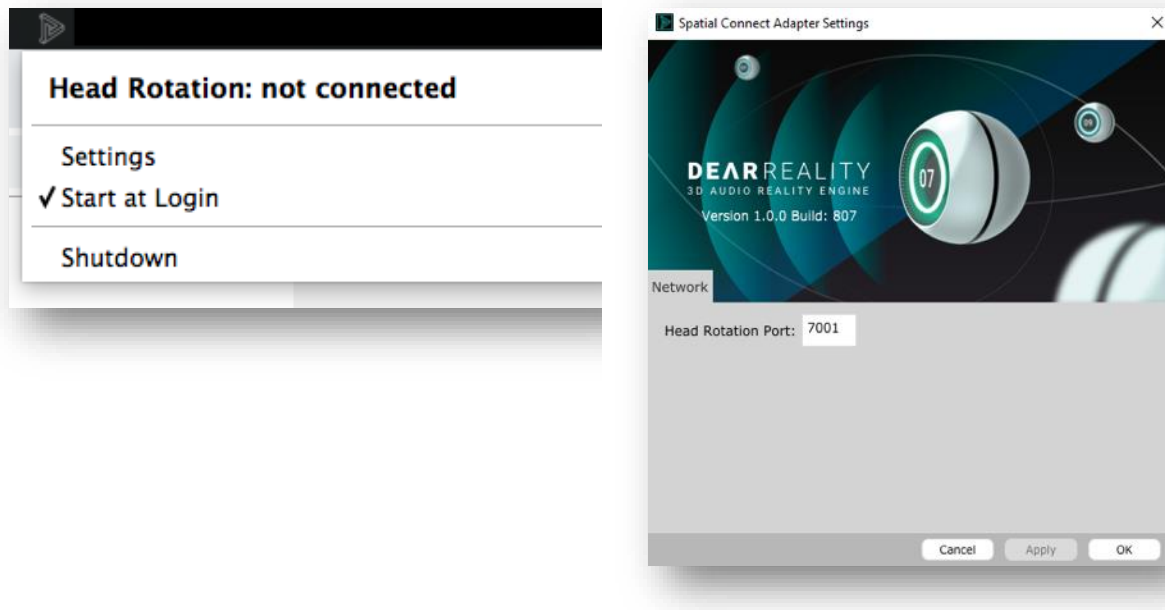 Head Rotation: not connected
Settings
✓ Start at Login
Shutdown
Spatial Connect Adapter Settings
DEARREALITY
3D AUDIO REALITY ENGINE
Version 1.0.0 Build: 807
07
09
Network
Head Rotation Port: 7001
Cancel Apply OK